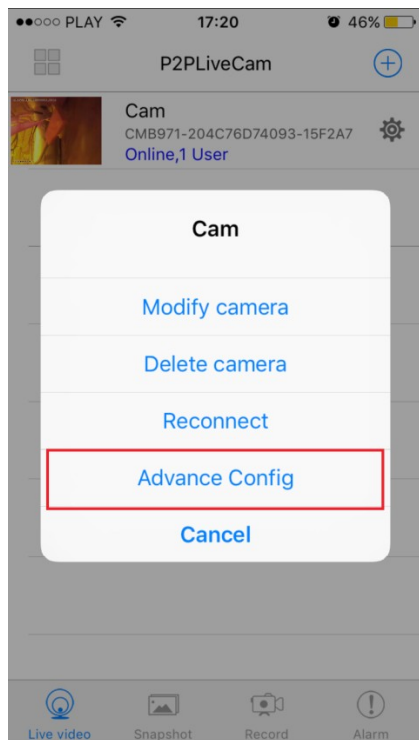 PLAY 17:20 46%
P2PLiveCam
Cam
CMB971-204C76D74093-15F2A7
Online,1 User
Cam
Modify camera
Delete camera
Reconnect
Advance Config
Cancel
Live video Snapshot Record Alarm